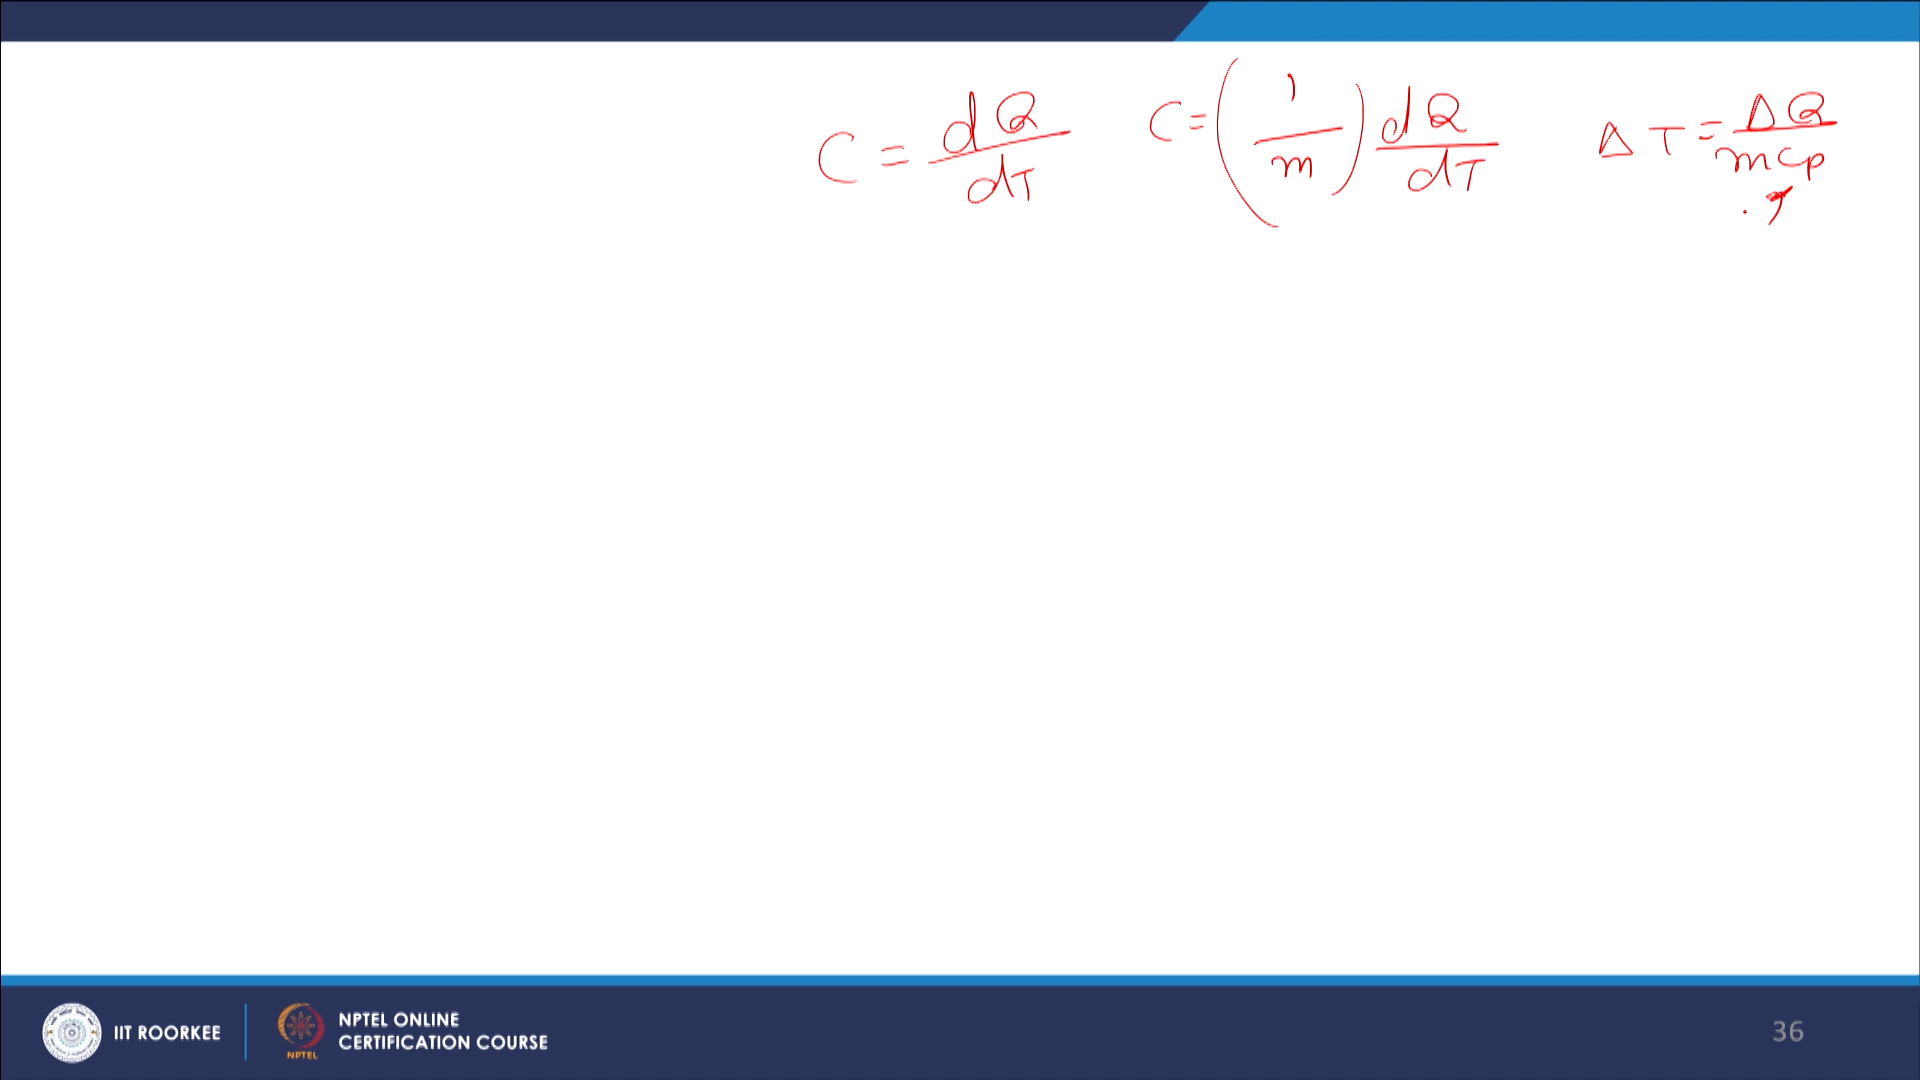 C = dQ/dT C = (1/m) dQ/dT ΔT = ΔQ/mCp
IIT ROORKEE
NPTEL
NPTEL ONLINE
CERTIFICATION COURSE
36